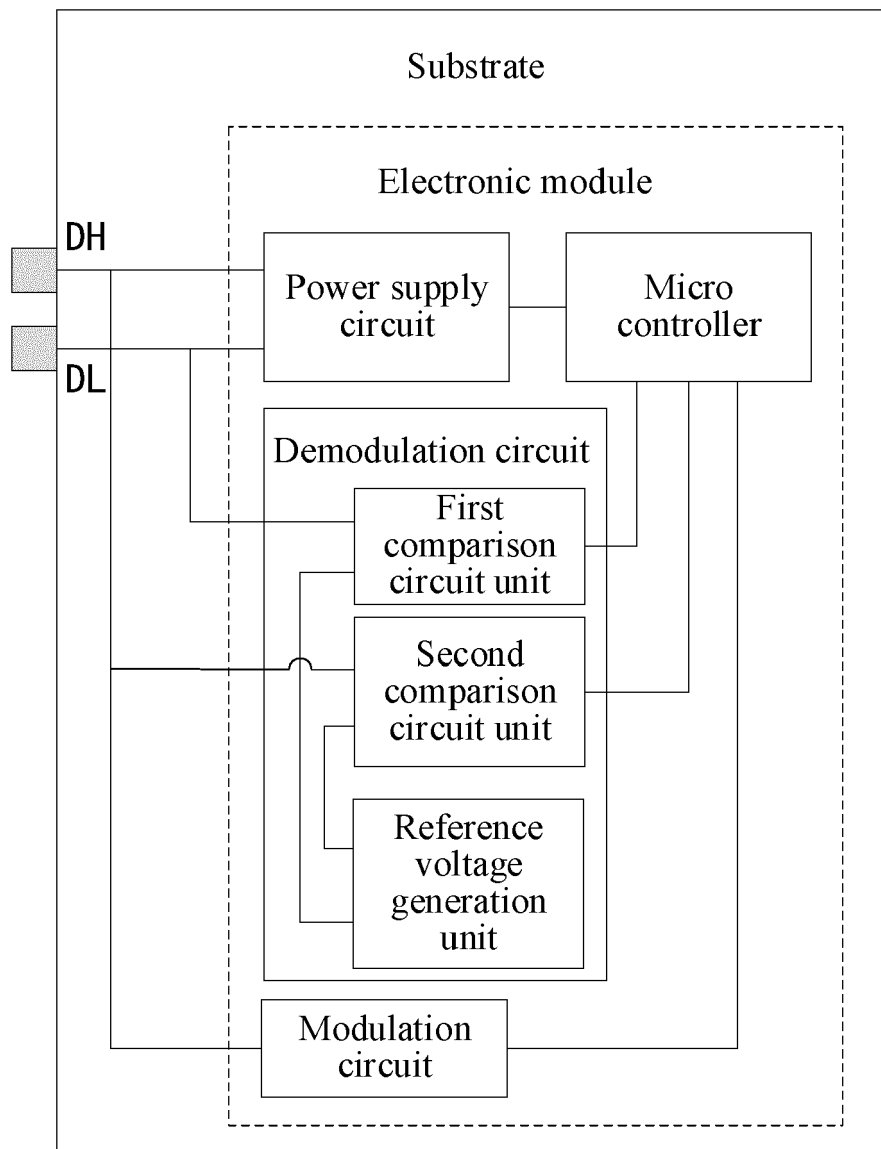 Substrate
Electronic module
DH
Power supply
circuit
Micro
controller
DL
Demodulation circuit
First
comparison
circuit unit
Second
comparison
circuit unit
Reference
voltage
generation
unit
Modulation
circuit